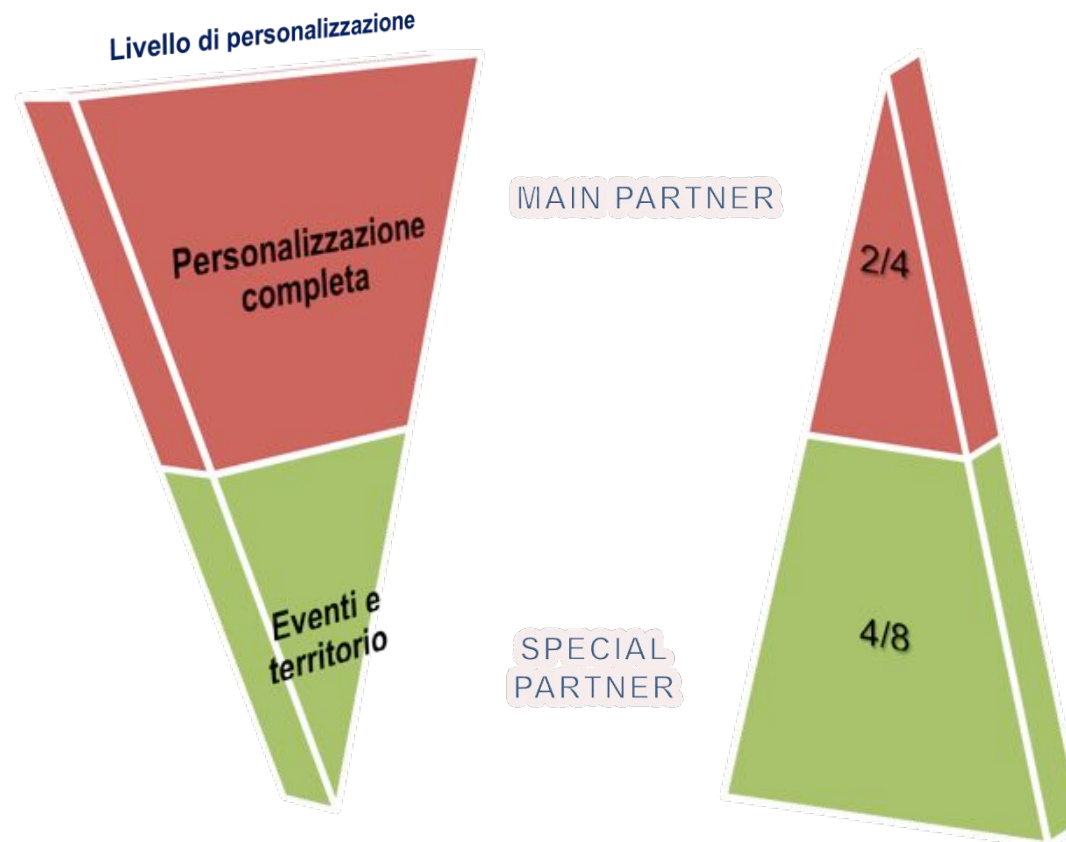 Livello di personalizzazione
MAIN PARTNER
Personalizzazione
completa
2/4
Eventi e
territorio
SPECIAL
PARTNER
4/8